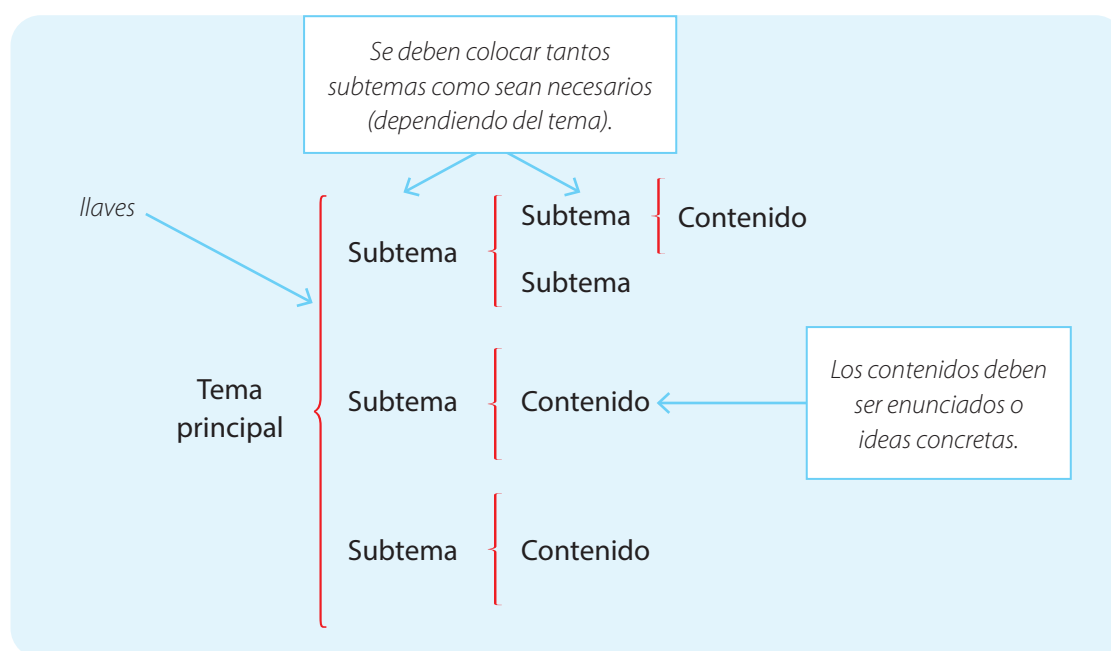 Se deben colocar tantos
subtemas como sean necesarios
(dependiendo del tema).
llaves
Subtema
Contenido
Subtema
Subtema
Tema
principal
Subtema
Contenido
Los contenidos deben
ser enunciados o
ideas concretas.
Subtema
Contenido